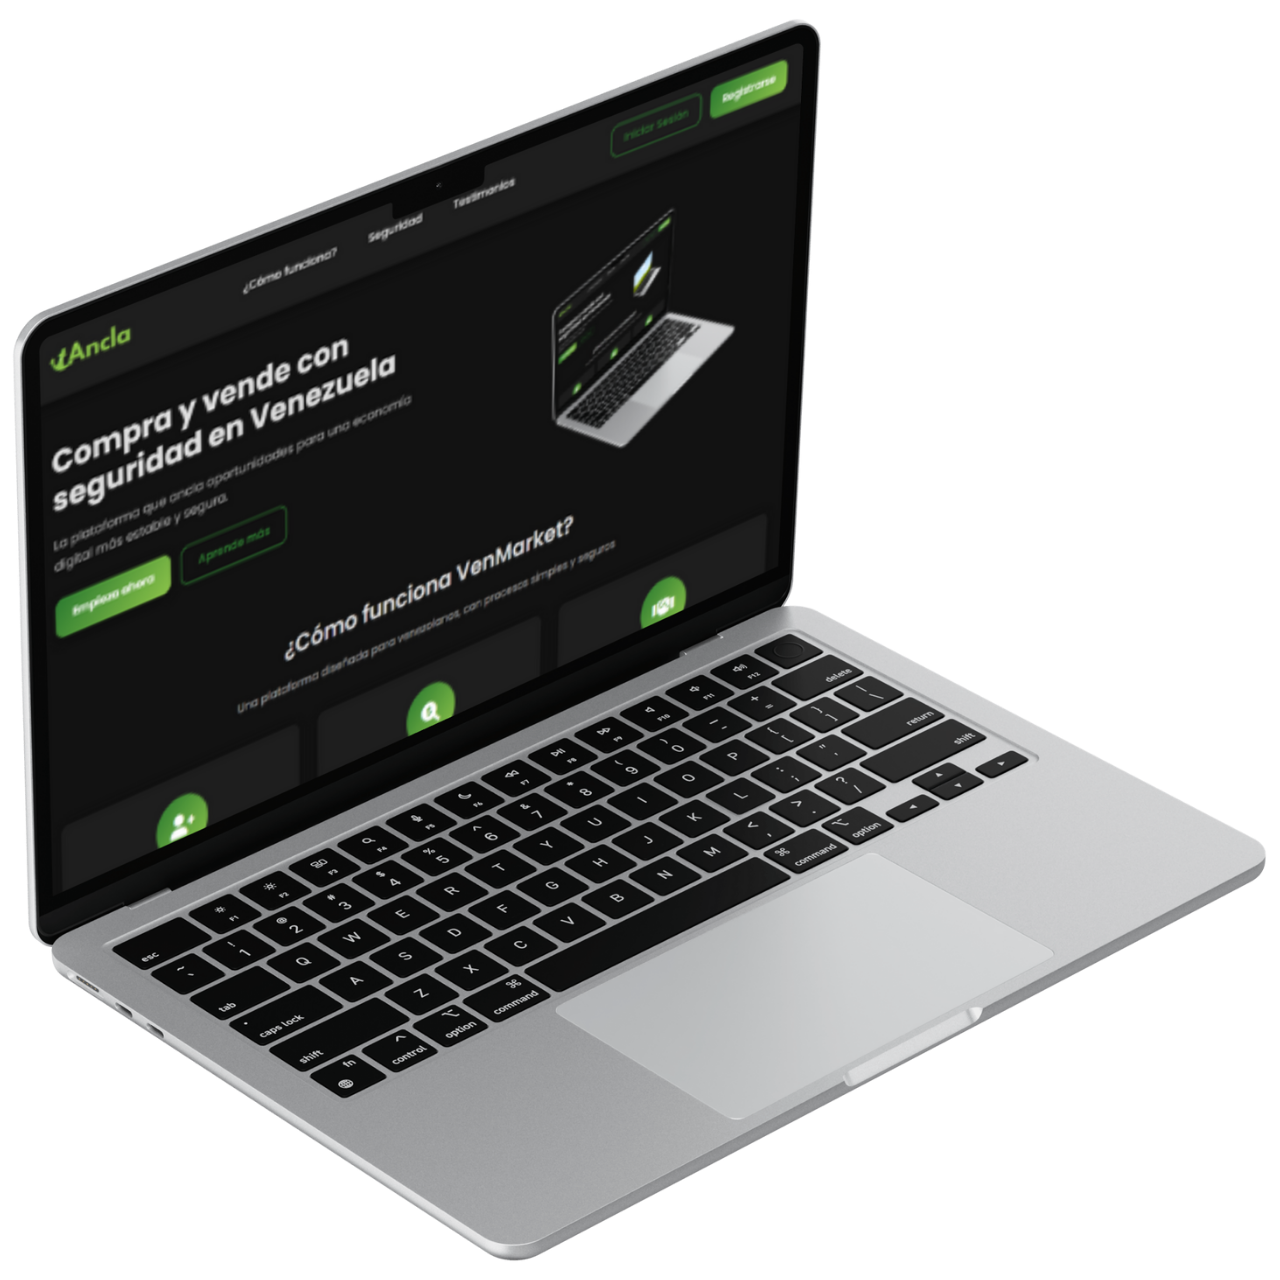 Ancla
¿Cómo funciona?
Seguridad
Testimonios
Iniciar Sesión
Registrarse
Compra y vende con
seguridad en Venezuela
La plataforma que ancla oportunidades para una economía
digital más estable y segura.
Empieza ahora
Aprende más
¿Cómo funciona VenMarket?
Una plataforma diseñada para venezolanos, con procesos simples y seguros
esc F1 F2 F3 F4 F5 F6 F7 F8 F9 F10 F11 F12
~ ` ! 1 @ 2 # 3 $ 4 % 5 ^ 6 & 7 * 8 ( 9 ) 0 _ - + = delete
tab Q W E R T Y U I O P { [ } ] | \
caps lock A S D F G H J K L : ; " ' return
shift Z X C V B N M < , > . ? / shift
fn control option command command option